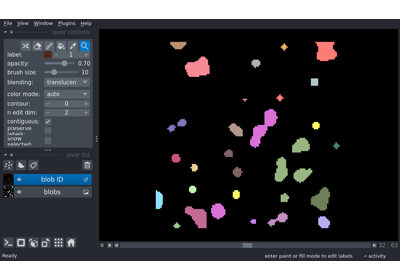 File View Window Plugins Help
layer controls
label: 1
opacity: 0.70
brush size: 10
blending: translucen
color mode: auto
contour: 0
n edit dim: 2
contiguous:
preserve labels:
show selected:
layer list
blob ID
blobs
0 32 63
Ready enter paint or fill mode to edit labels activity